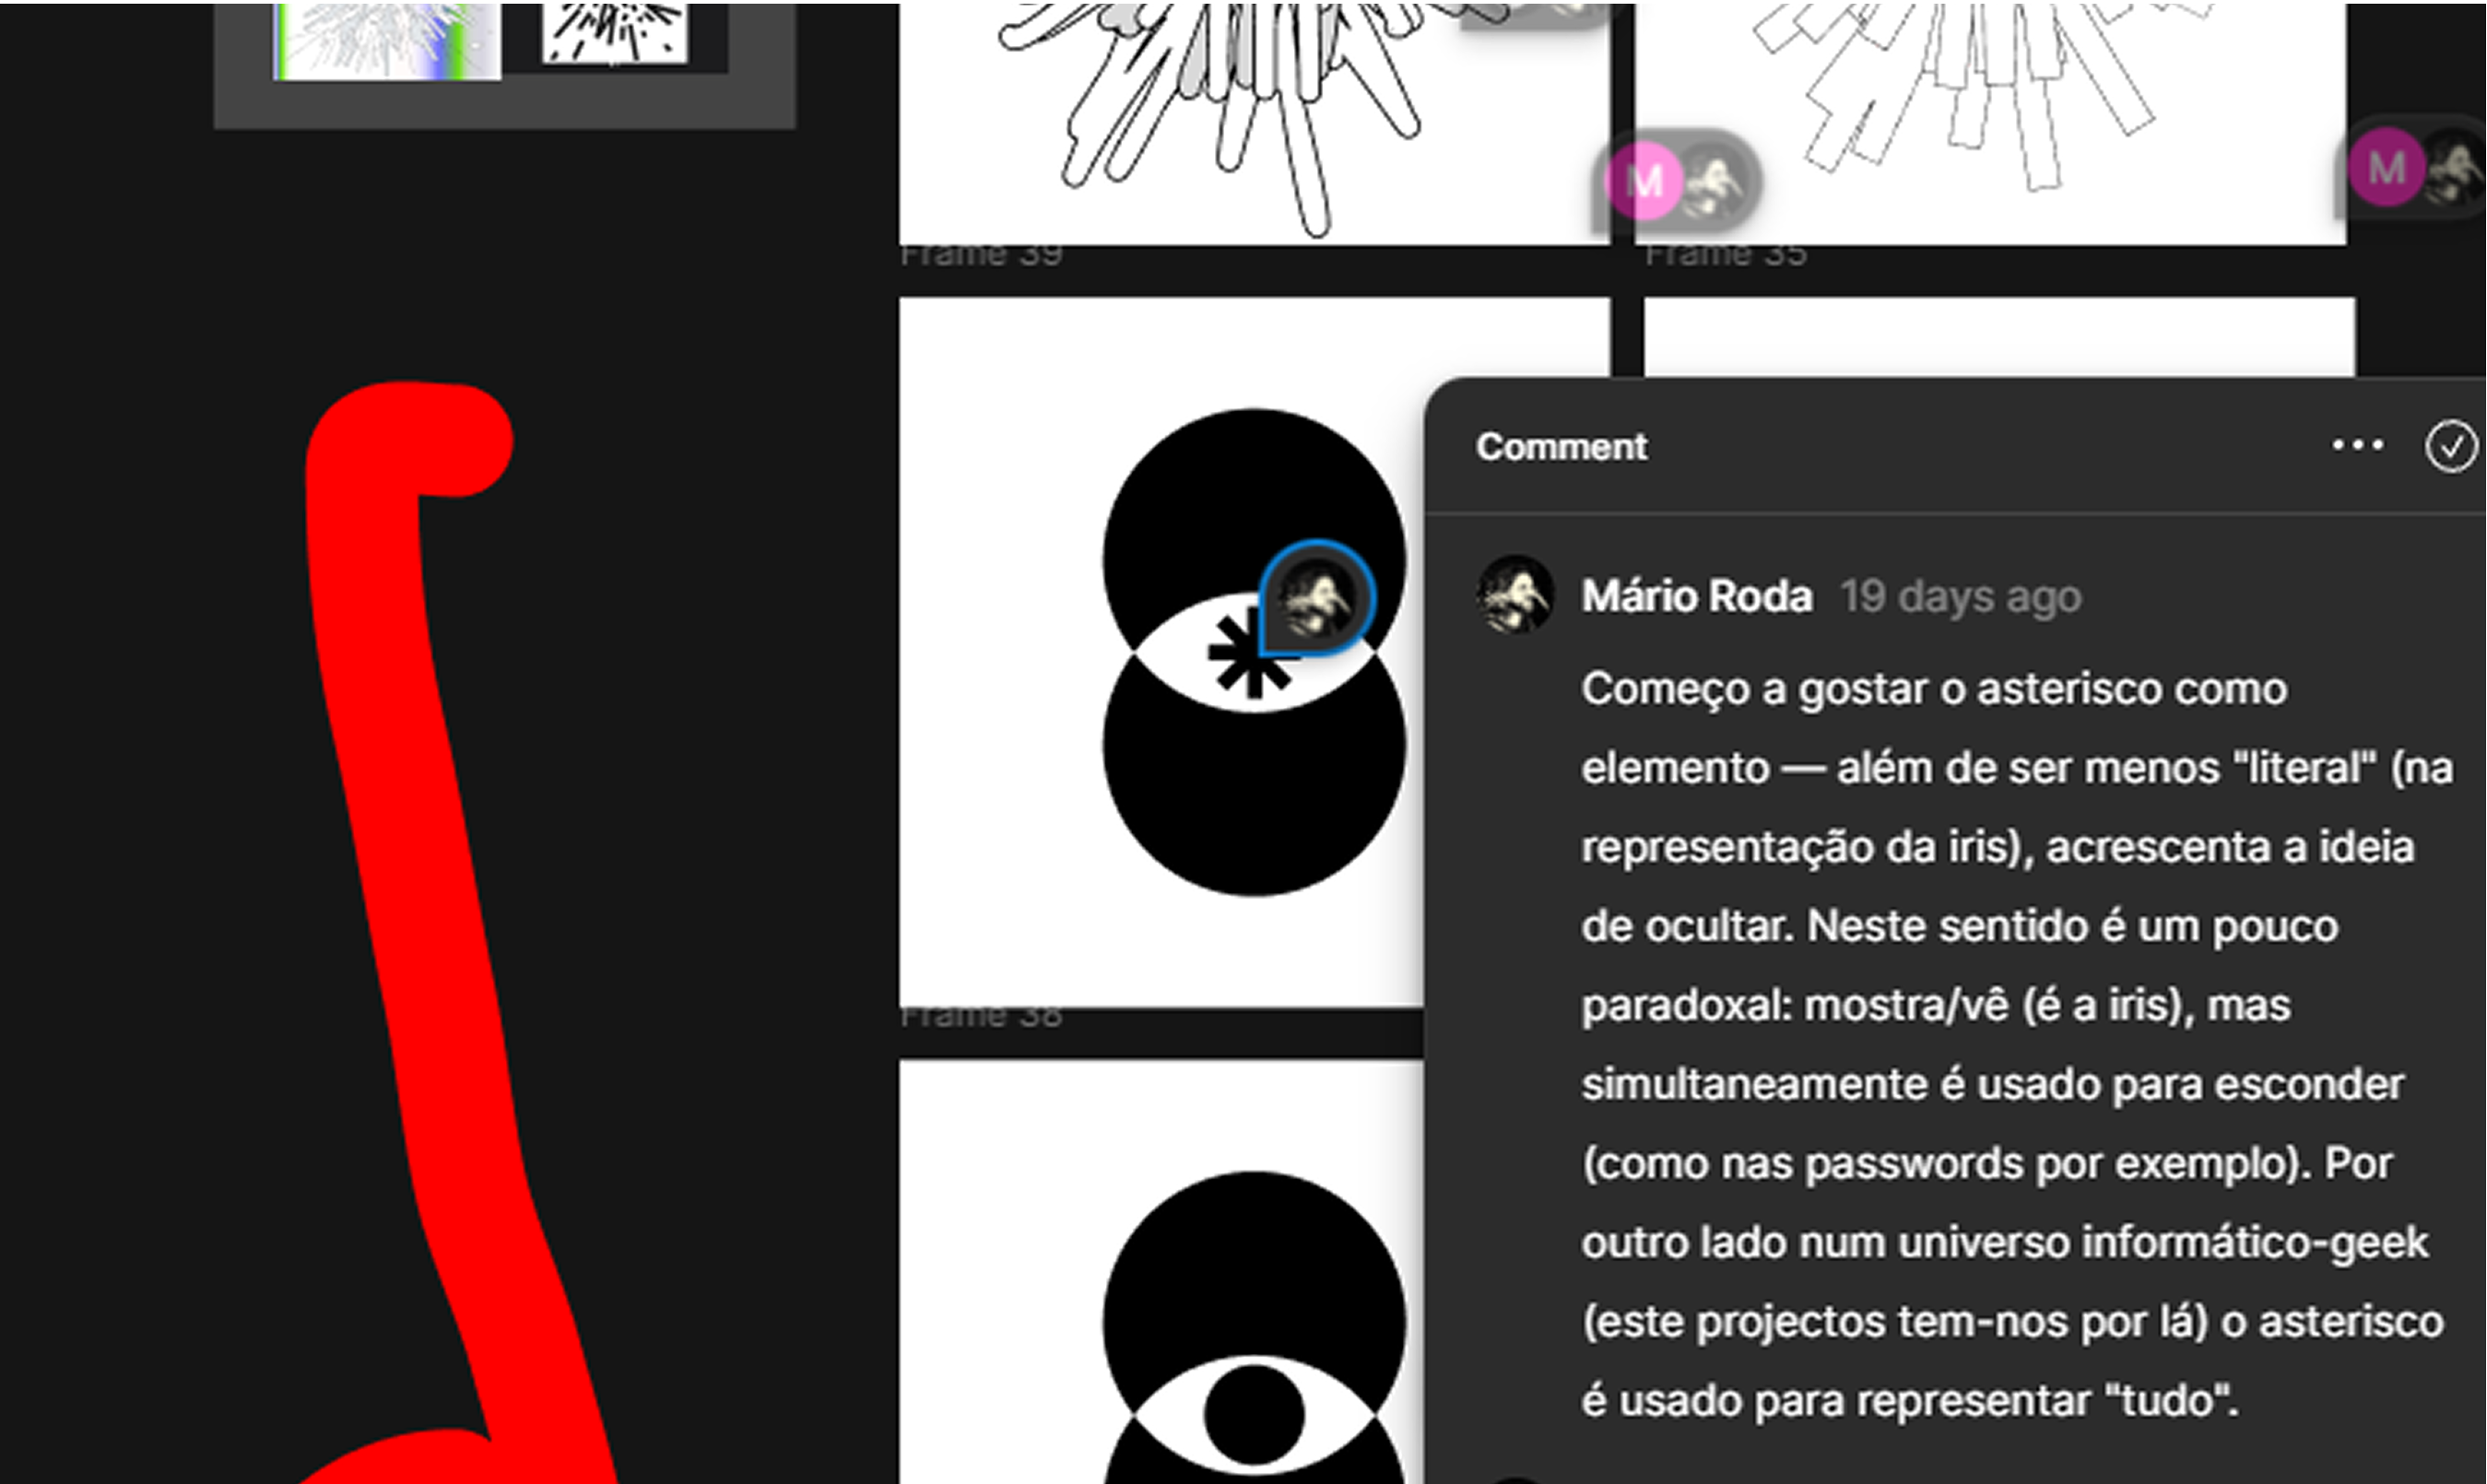 M
M
Frame 39
Frame 35
Comment
Mário Roda 19 days ago
Começo a gostar o asterisco como
elemento — além de ser menos "literal" (na
representação da iris), acrescenta a ideia
de ocultar. Neste sentido é um pouco
paradoxal: mostra/vê (é a iris), mas
simultaneamente é usado para esconder
(como nas passwords por exemplo). Por
outro lado num universo informático-geek
(este projectos tem-nos por lá) o asterisco
é usado para representar "tudo".
Frame 38